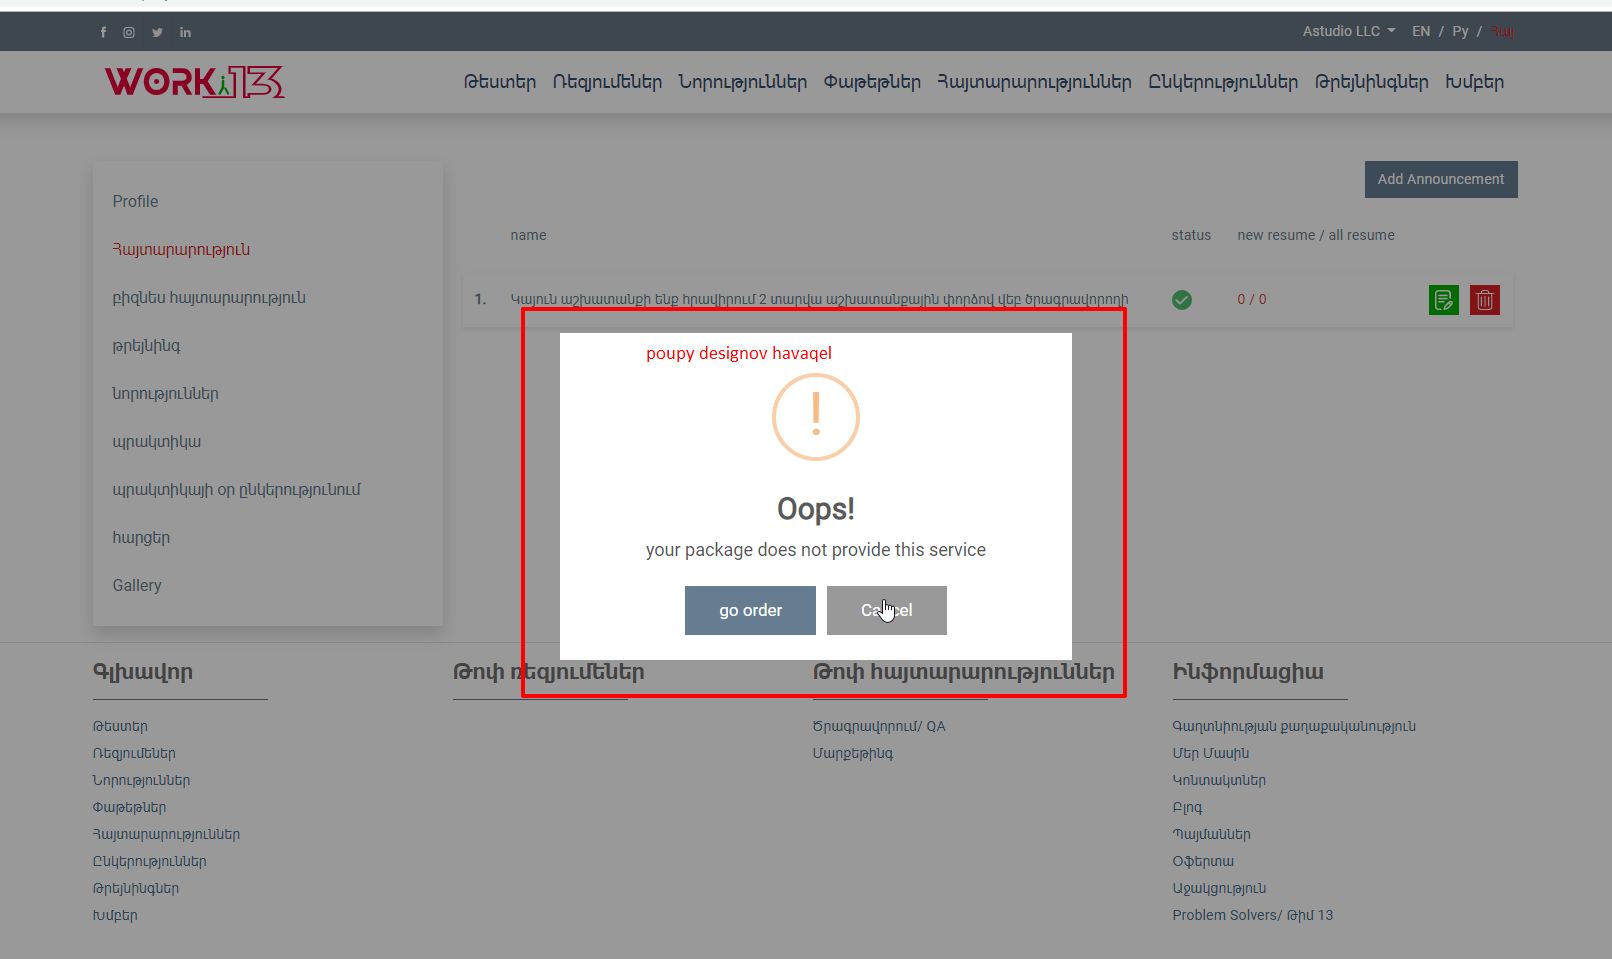 Astudio LLC EN / Ру / Հայ
WORK 13
Թեստեր Ռեզյումեներ Նորություններ Փաթեթներ Հայտարարություններ Ընկերություններ Թրեյնինգներ Խմբեր
Profile
Հայտարարություն
բիզնես հայտարարություն
թրեյնինգ
նորություններ
պրակտիկա
պրակտիկայի օր ընկերությունում
հարցեր
Gallery
Add Announcement
name status new resume / all resume
1. Կայուն աշխատանքի ենք հրավիրում 2 տարվա աշխատանքային փորձով վեբ ծրագրավորողի 0 / 0
poupy designov havaqel
Oops!
your package does not provide this service
go order Cancel
Գլխավոր
Թեստեր
Ռեզյումեներ
Նորություններ
Փաթեթներ
Հայտարարություններ
Ընկերություններ
Թրեյնինգներ
Խմբեր
Թոփ ռեզյումեներ
Թոփ հայտարարություններ
Ծրագրավորում/ QA
Մարքեթինգ
Ինֆորմացիա
Գաղտնիության քաղաքականություն
Մեր Մասին
Կոնտակտներ
Բլոգ
Պայմաններ
Օֆերտա
Աջակցություն
Problem Solvers/ Թիմ 13